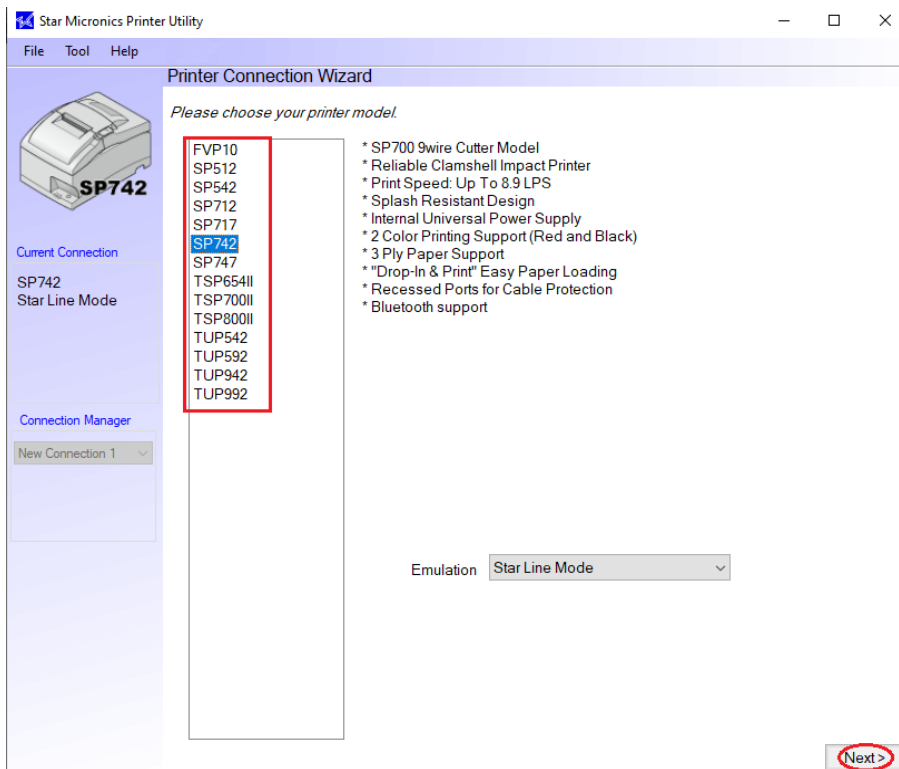 Star Micronics Printer Utility
File Tool Help
Printer Connection Wizard
Please choose your printer model.
SP742
Current Connection
SP742
Star Line Mode
Connection Manager
New Connection 1
FVP10
SP512
SP542
SP712
SP717
SP742
SP747
TSP654II
TSP700II
TSP800II
TUP542
TUP592
TUP942
TUP992
* SP700 9wire Cutter Model
* Reliable Clamshell Impact Printer
* Print Speed: Up To 8.9 LPS
* Splash Resistant Design
* Internal Universal Power Supply
* 2 Color Printing Support (Red and Black)
* 3 Ply Paper Support
* "Drop-In & Print" Easy Paper Loading
* Recessed Ports for Cable Protection
* Bluetooth support
Emulation Star Line Mode
Next >